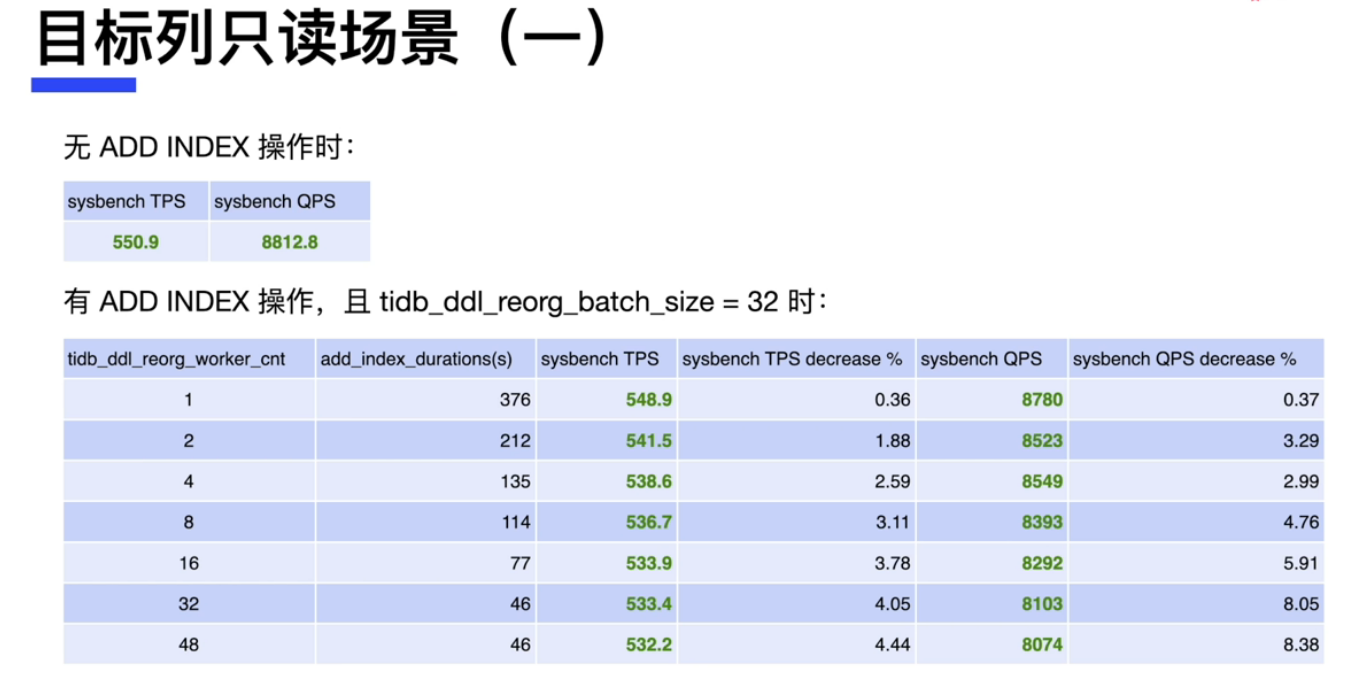 目标列只读场景（一）
无 ADD INDEX 操作时：
sysbench TPS sysbench QPS
550.9 8812.8
有 ADD INDEX 操作，且 tidb_ddl_reorg_batch_size = 32 时：
tidb_ddl_reorg_worker_cnt add_index_durations(s) sysbench TPS sysbench TPS decrease % sysbench QPS sysbench QPS decrease %
1 376 548.9 0.36 8780 0.37
2 212 541.5 1.88 8523 3.29
4 135 538.6 2.59 8549 2.99
8 114 536.7 3.11 8393 4.76
16 77 533.9 3.78 8292 5.91
32 46 533.4 4.05 8103 8.05
48 46 532.2 4.44 8074 8.38